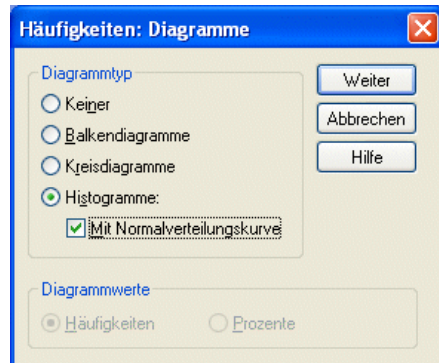 Häufigkeiten: Diagramme
Diagrammtyp
Keiner
Balkendiagramme
Kreisdiagramme
Histogramme:
Mit Normalverteilungskurve
Weiter
Abbrechen
Hilfe
Diagrammwerte
Häufigkeiten Prozente